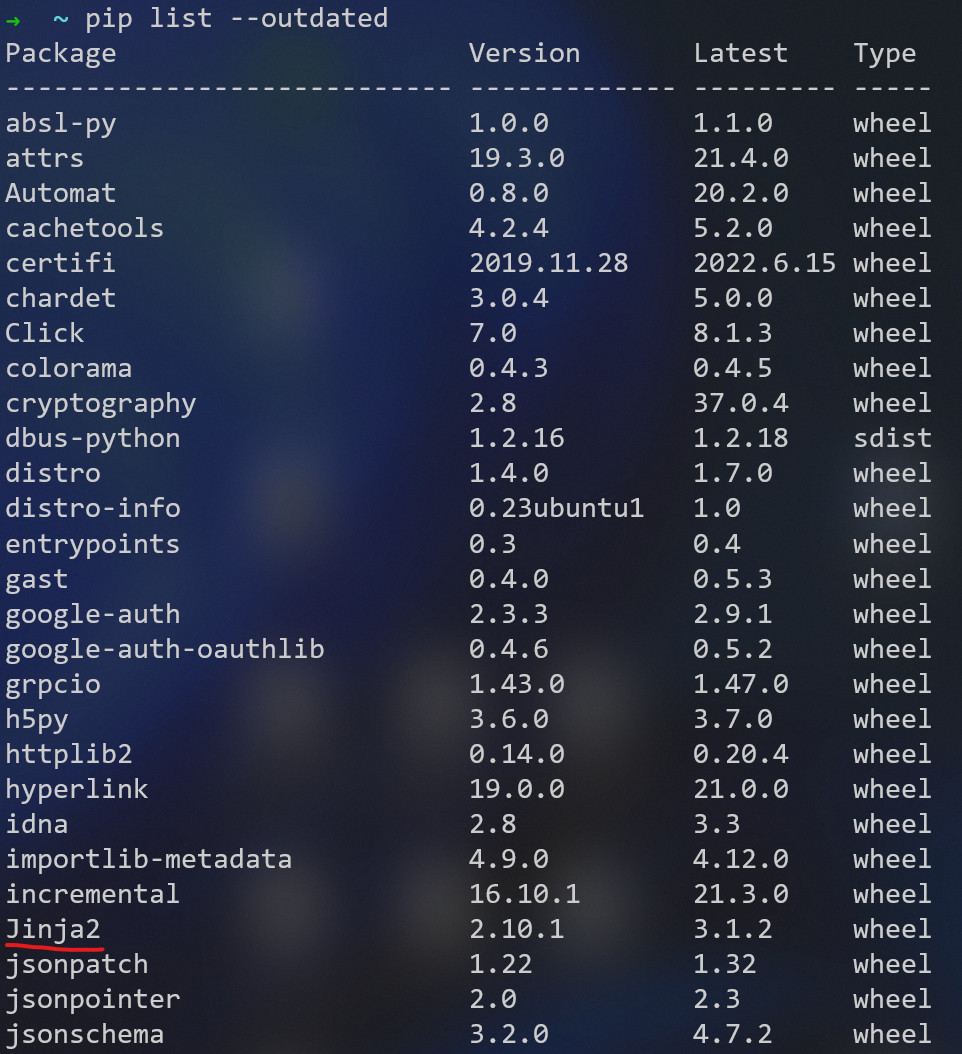 → ~ pip list --outdated
Package Version Latest Type
---------------------------- ------------- --------- -----
absl-py 1.0.0 1.1.0 wheel
attrs 19.3.0 21.4.0 wheel
Automat 0.8.0 20.2.0 wheel
cachetools 4.2.4 5.2.0 wheel
certifi 2019.11.28 2022.6.15 wheel
chardet 3.0.4 5.0.0 wheel
Click 7.0 8.1.3 wheel
colorama 0.4.3 0.4.5 wheel
cryptography 2.8 37.0.4 wheel
dbus-python 1.2.16 1.2.18 sdist
distro 1.4.0 1.7.0 wheel
distro-info 0.23ubuntu1 1.0 wheel
entrypoints 0.3 0.4 wheel
gast 0.4.0 0.5.3 wheel
google-auth 2.3.3 2.9.1 wheel
google-auth-oauthlib 0.4.6 0.5.2 wheel
grpcio 1.43.0 1.47.0 wheel
h5py 3.6.0 3.7.0 wheel
httplib2 0.14.0 0.20.4 wheel
hyperlink 19.0.0 21.0.0 wheel
idna 2.8 3.3 wheel
importlib-metadata 4.9.0 4.12.0 wheel
incremental 16.10.1 21.3.0 wheel
Jinja2 2.10.1 3.1.2 wheel
jsonpatch 1.22 1.32 wheel
jsonpointer 2.0 2.3 wheel
jsonschema 3.2.0 4.7.2 wheel